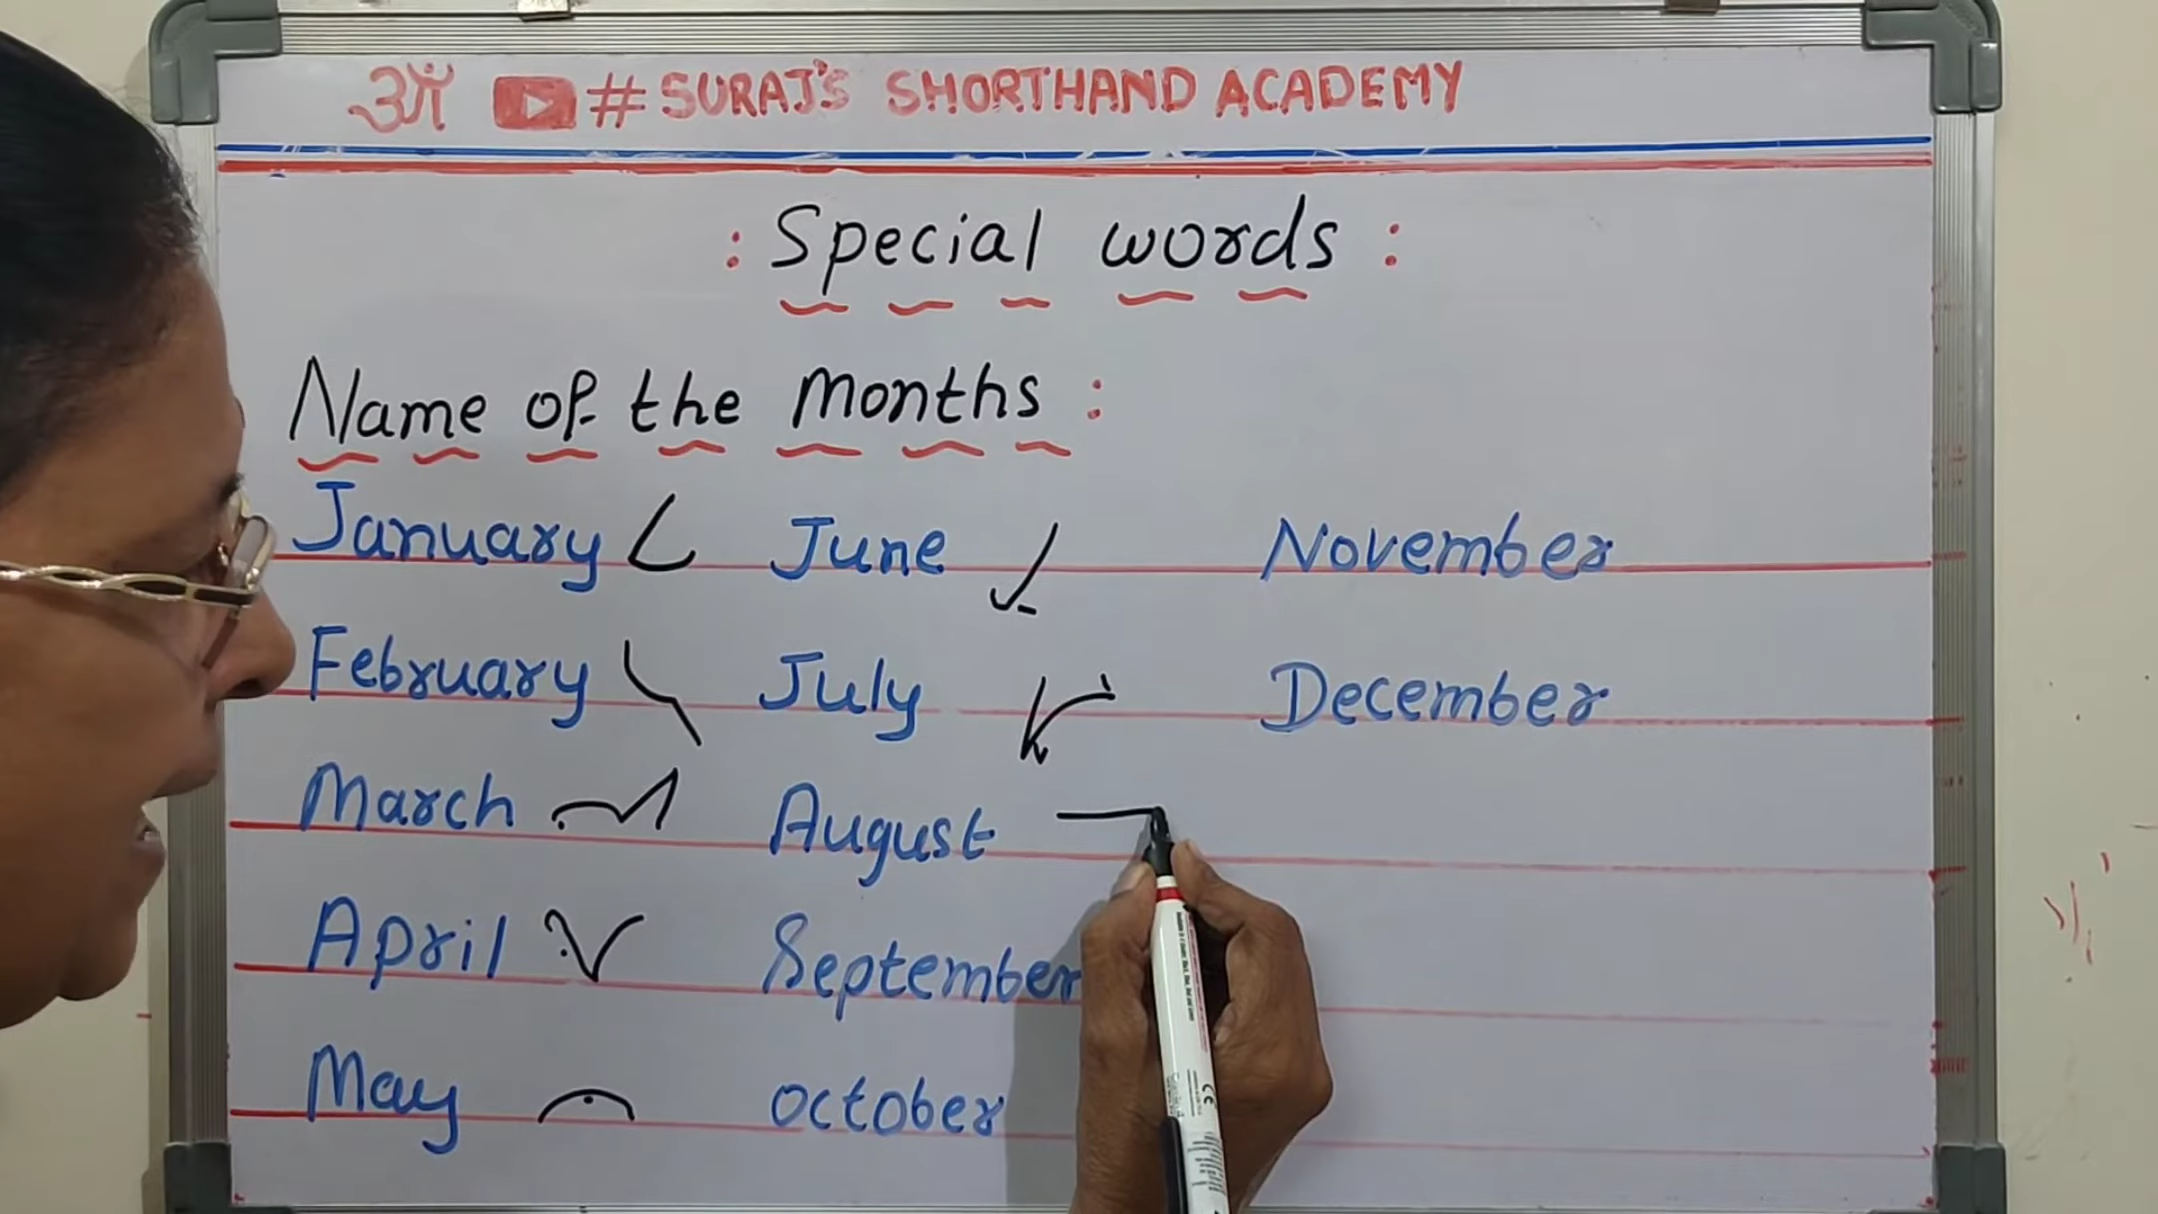 ॐ #SURAJ'S SHORTHAND ACADEMY
: Special words :
Name of the months :
January June November
February July December
March August
April September
May October